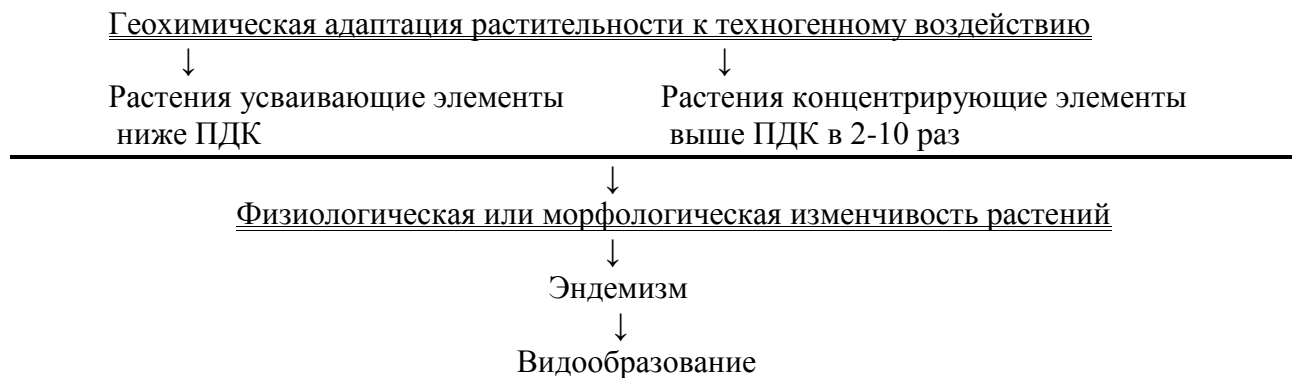 Геохимическая адаптация растительности к техногенному воздействию
↓ ↓
Растения усваивающие элементы Растения концентрирующие элементы
ниже ПДК выше ПДК в 2-10 раз
↓
Физиологическая или морфологическая изменчивость растений
↓
Эндемизм
↓
Видообразование